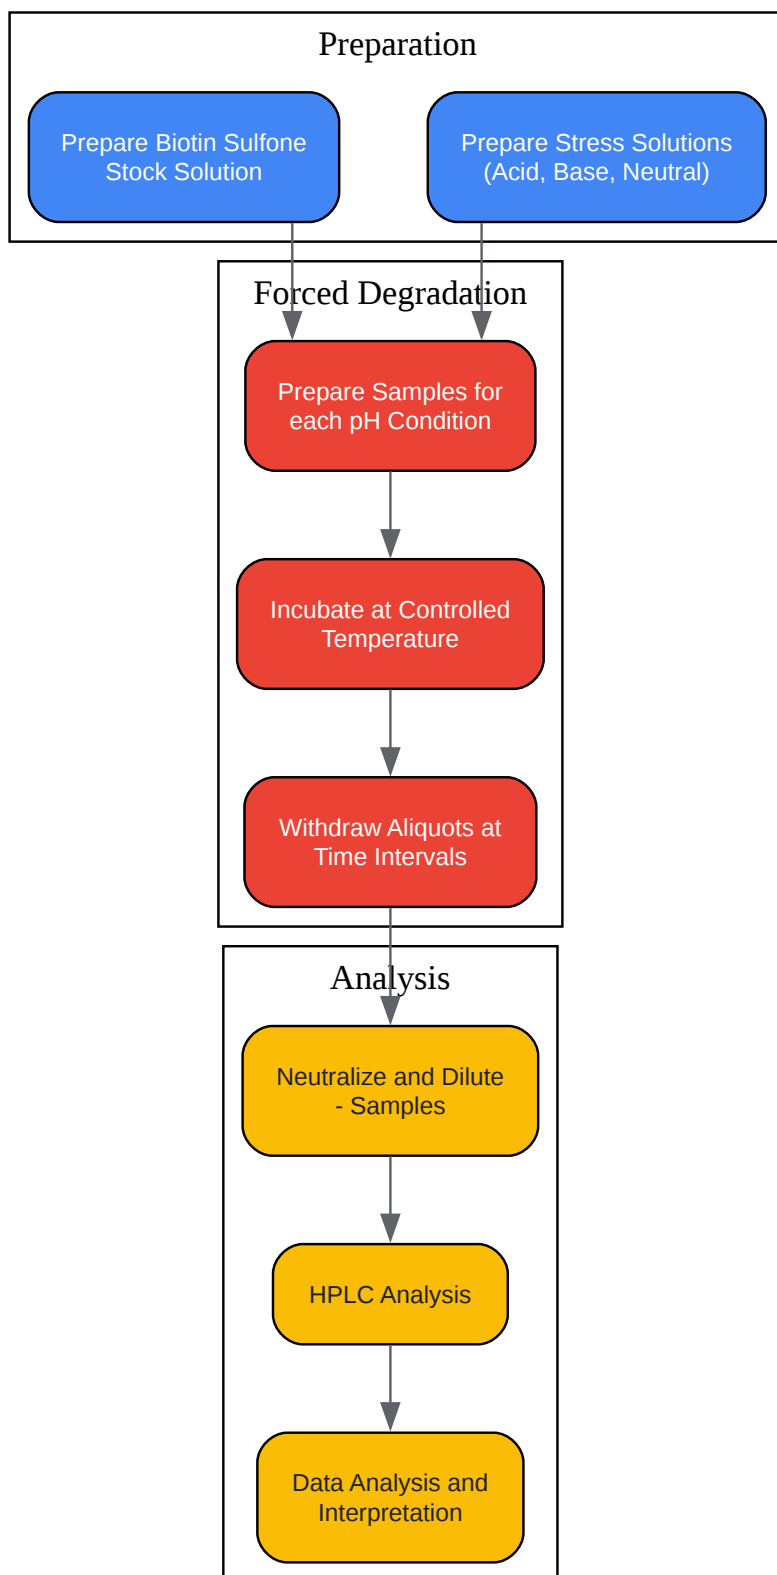 Preparation
Prepare Biotin Sulfone
Stock Solution
Prepare Stress Solutions
(Acid, Base, Neutral)
Forced Degradation
Prepare Samples for
each pH Condition
Incubate at Controlled
Temperature
Withdraw Aliquots at
Time Intervals
Analysis
Neutralize and Dilute
- Samples
HPLC Analysis
Data Analysis and
Interpretation